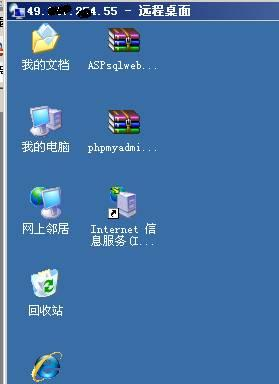 49. .55 - 远程桌面
我的文档
ASPsqlweb...
我的电脑
phpmyadmi...
网上邻居
Internet 信
息服务(I...
回收站